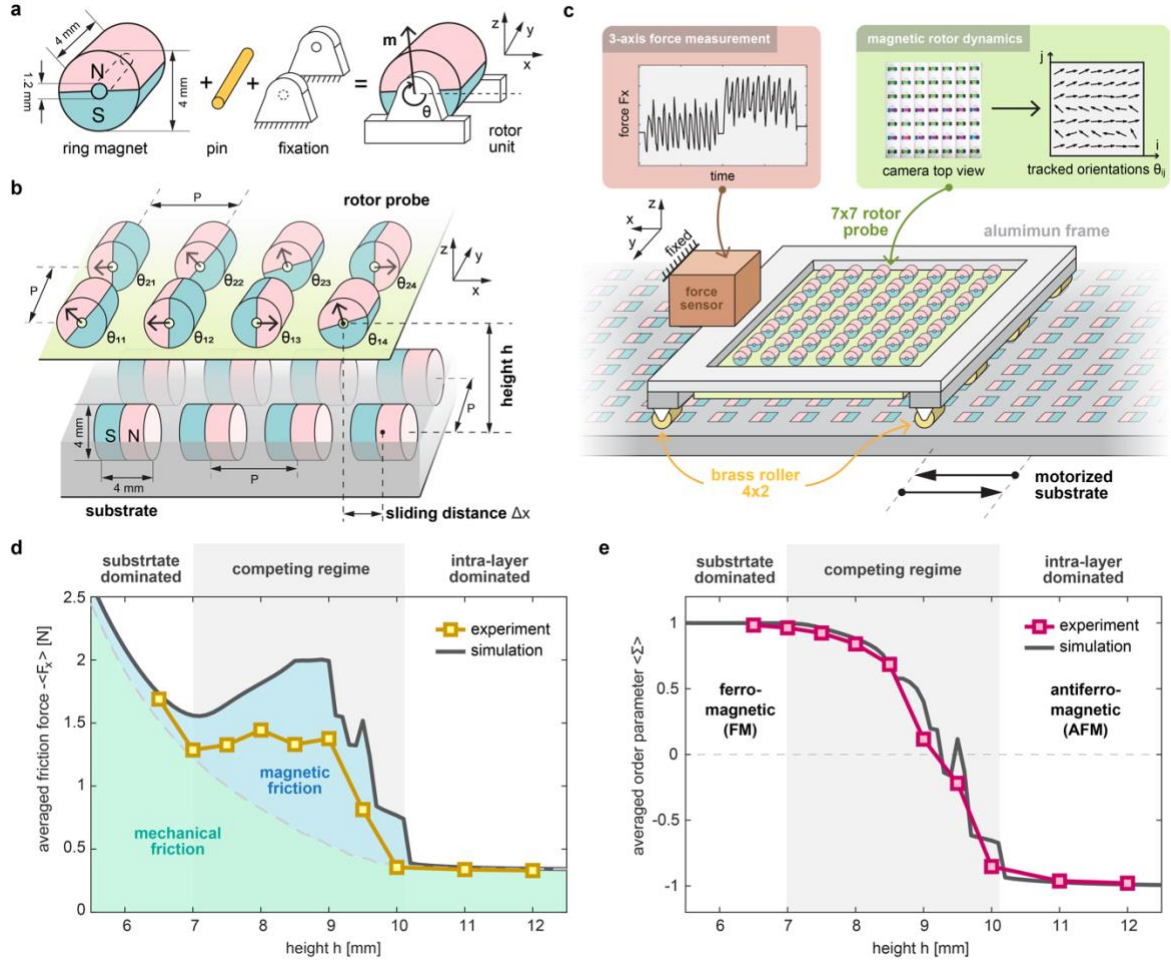 a
4 mm
1.2 mm
N
S
4 mm
ring magnet
+
pin
+
fixation
=
m
θ
z
y
x
rotor
unit
b
P
rotor probe
P
θ21
θ22
θ23
θ24
θ11
θ12
θ13
θ14
z
y
x
height h
P
4 mm
S N
4 mm
P
substrate
sliding distance Δx
c
3-axis force measurement
force Fx
time
magnetic rotor dynamics
camera top view
j
i
tracked orientations θij
z
x
y
fixed
force
sensor
7x7 rotor
probe
alumimun frame
brass roller
4x2
motorized
substrate
d
substrtate
dominated
competing regime
intra-layer
dominated
averaged friction force -<Fx> [N]
2.5
2
1.5
1
0.5
0
experiment
simulation
magnetic
friction
mechanical
friction
6 7 8 9 10 11 12
height h [mm]
e
substrate
dominated
competing regime
intra-layer
dominated
averaged order parameter <Σ>
1
0.5
0
-0.5
-1
experiment
simulation
ferro-
magnetic
(FM)
antiferro-
magnetic
(AFM)
6 7 8 9 10 11 12
height h [mm]